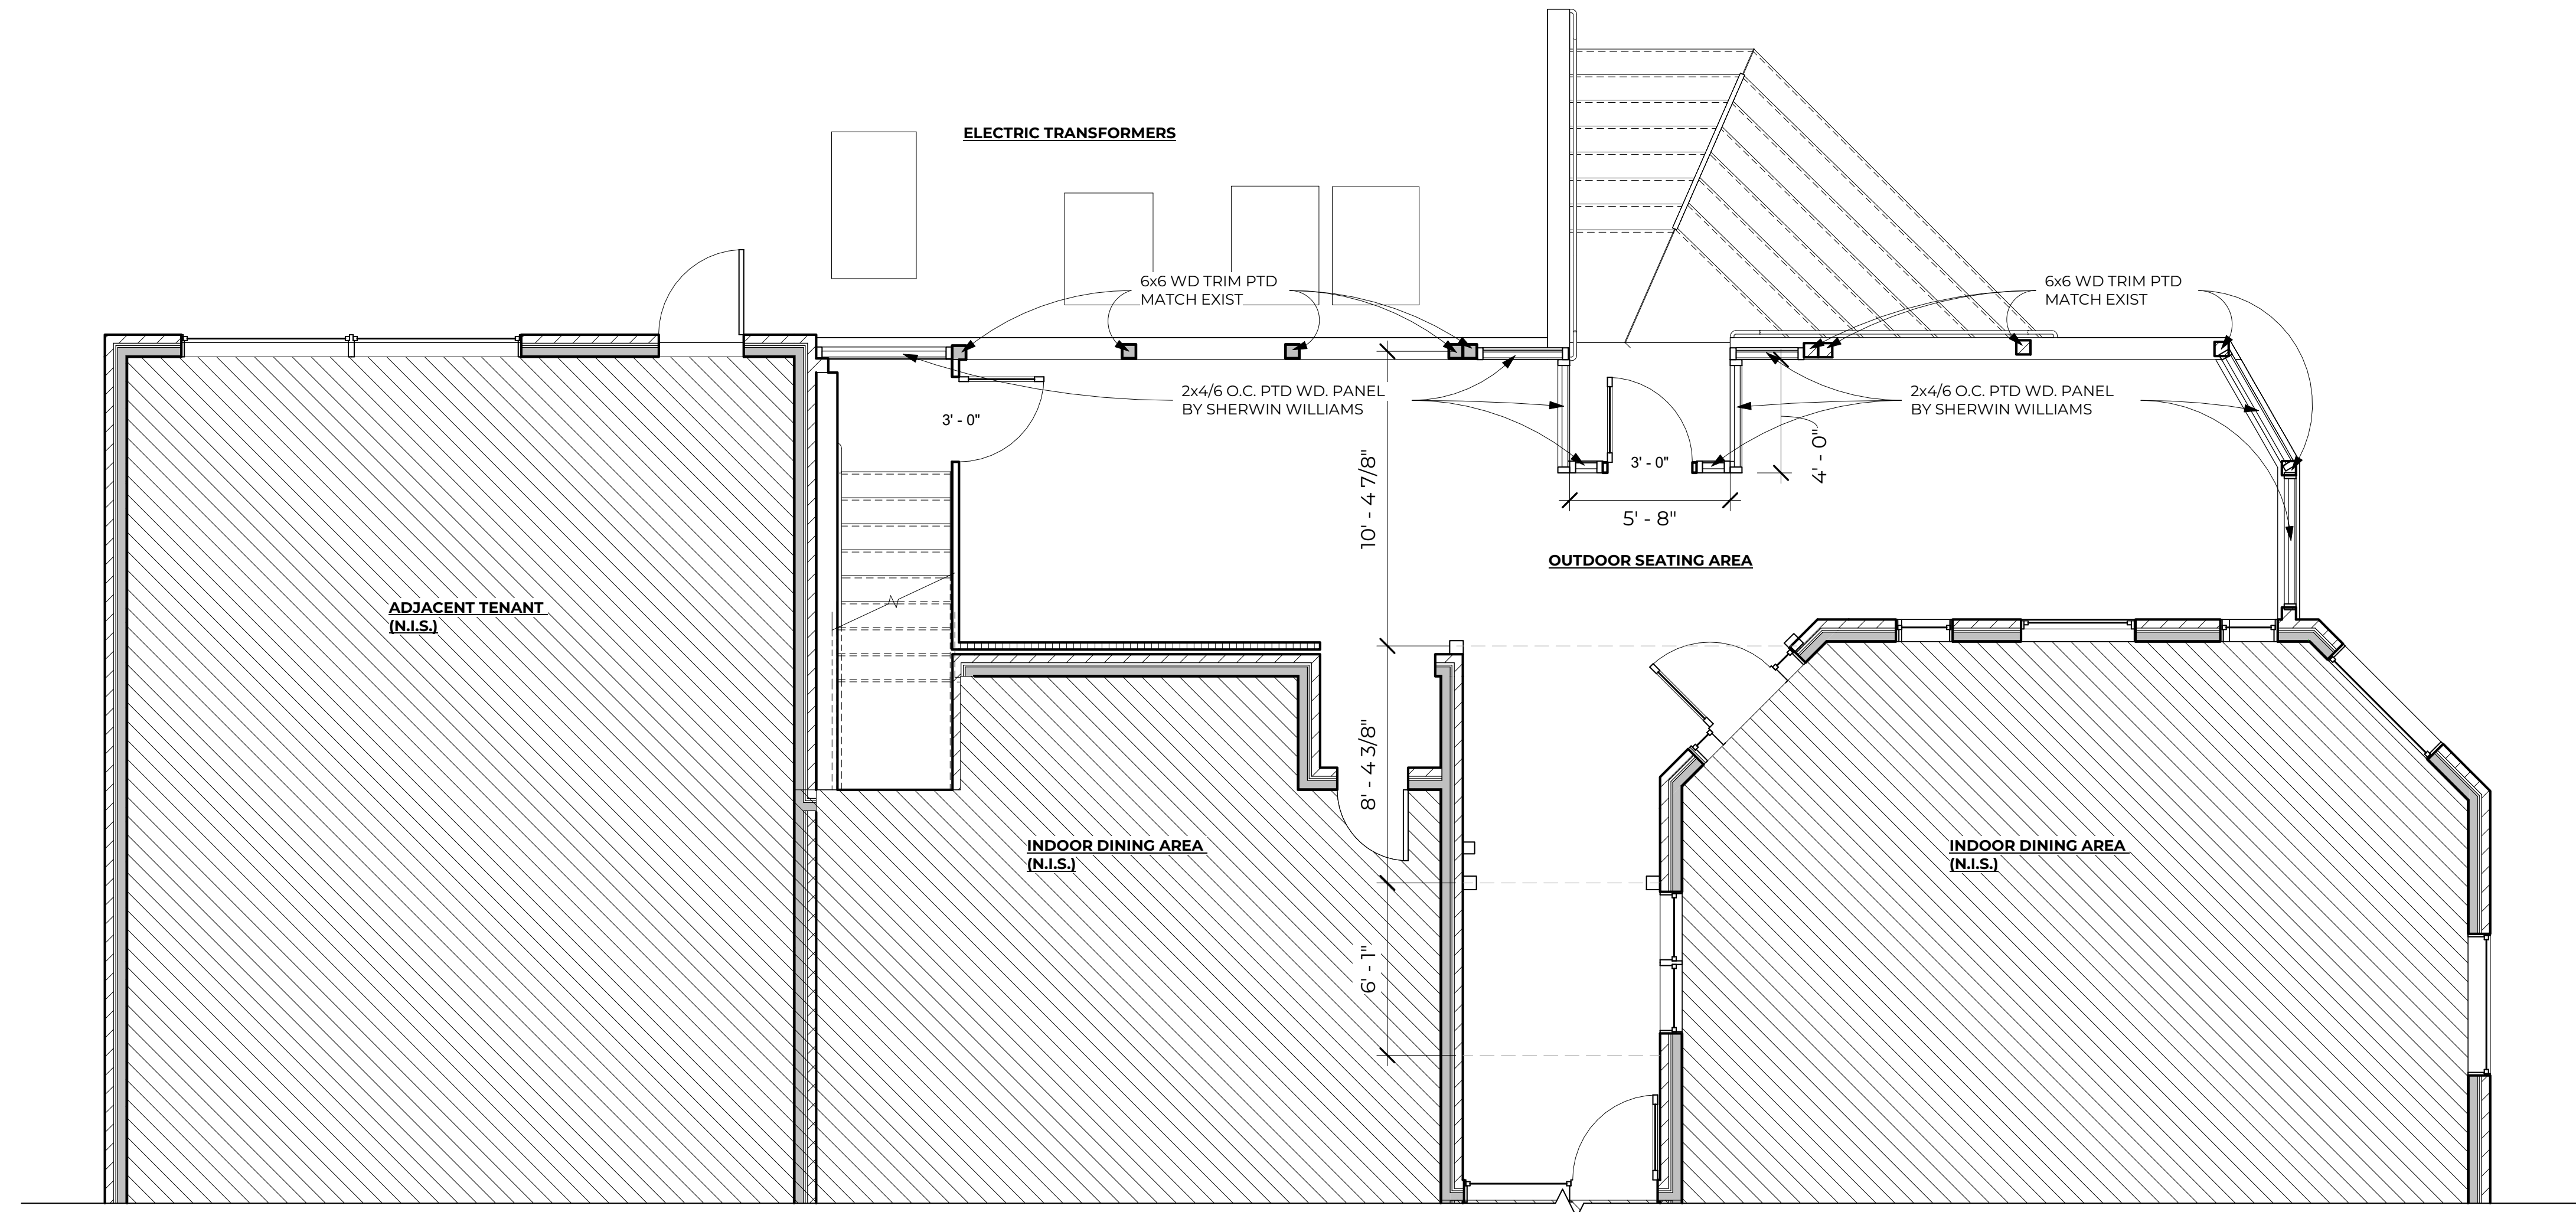 ELECTRIC TRANSFORMERS
6x6 WD TRIM PTD
MATCH EXIST
6x6 WD TRIM PTD
MATCH EXIST
2x4/6 O.C. PTD WD. PANEL
BY SHERWIN WILLIAMS
2x4/6 O.C. PTD WD. PANEL
BY SHERWIN WILLIAMS
3' - 0"
3' - 0"
4' - 0"
10' - 4 7/8"
5' - 8"
OUTDOOR SEATING AREA
ADJACENT TENANT
(N.I.S.)
8' - 4 3/8"
INDOOR DINING AREA
(N.I.S.)
INDOOR DINING AREA
(N.I.S.)
6' - 1"